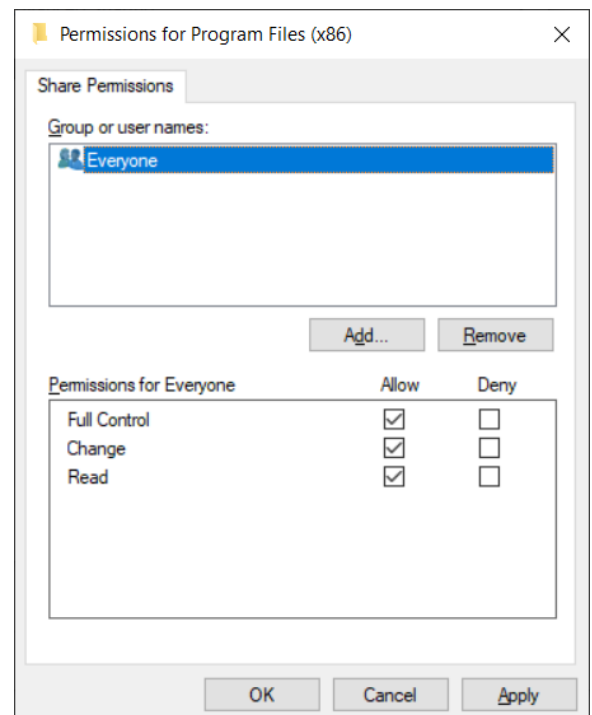 Permissions for Program Files (x86)
Share Permissions
Group or user names:
Everyone
Add... Remove
Permissions for Everyone Allow Deny
Full Control
Change
Read
OK Cancel Apply